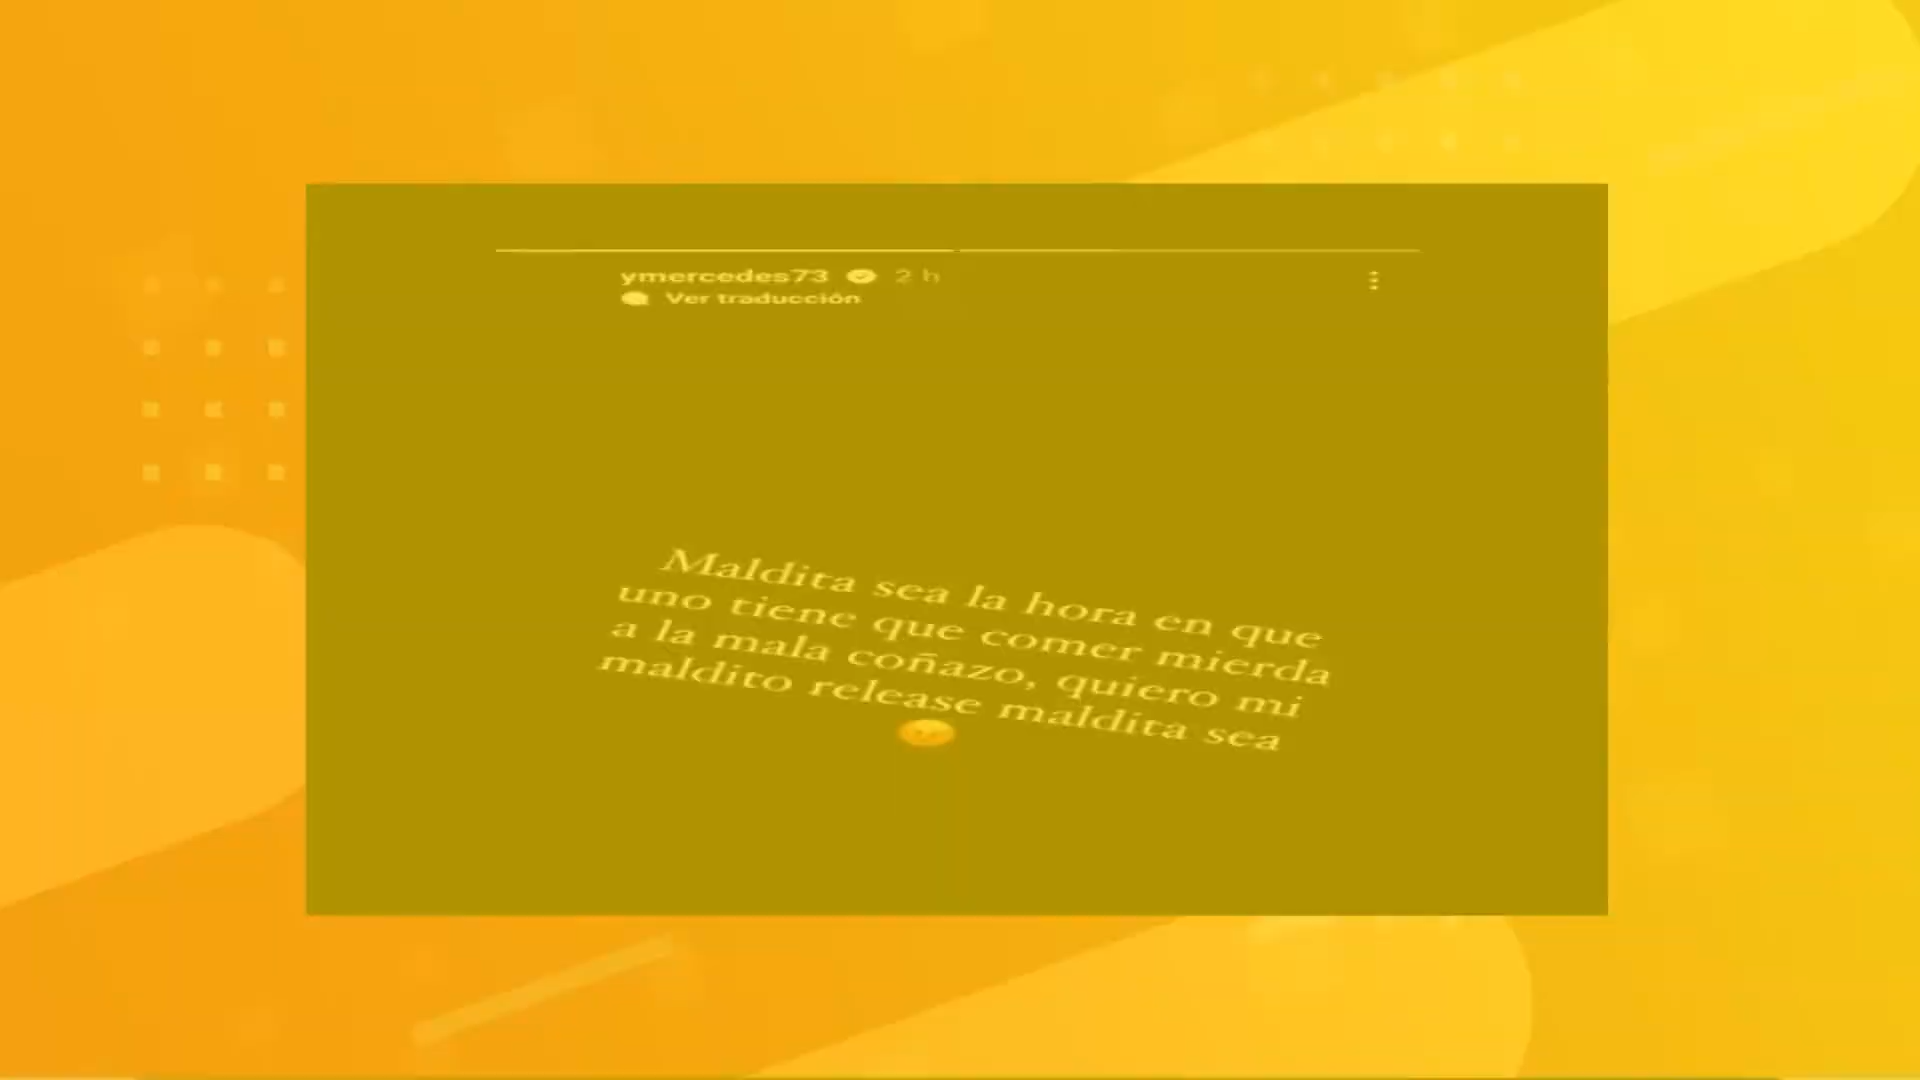 ymercedes73 2 h
Ver traducción
Maldita sea la hora en que
uno tiene que comer mierda
a la mala coñazo, quiero mi
maldito release maldita sea